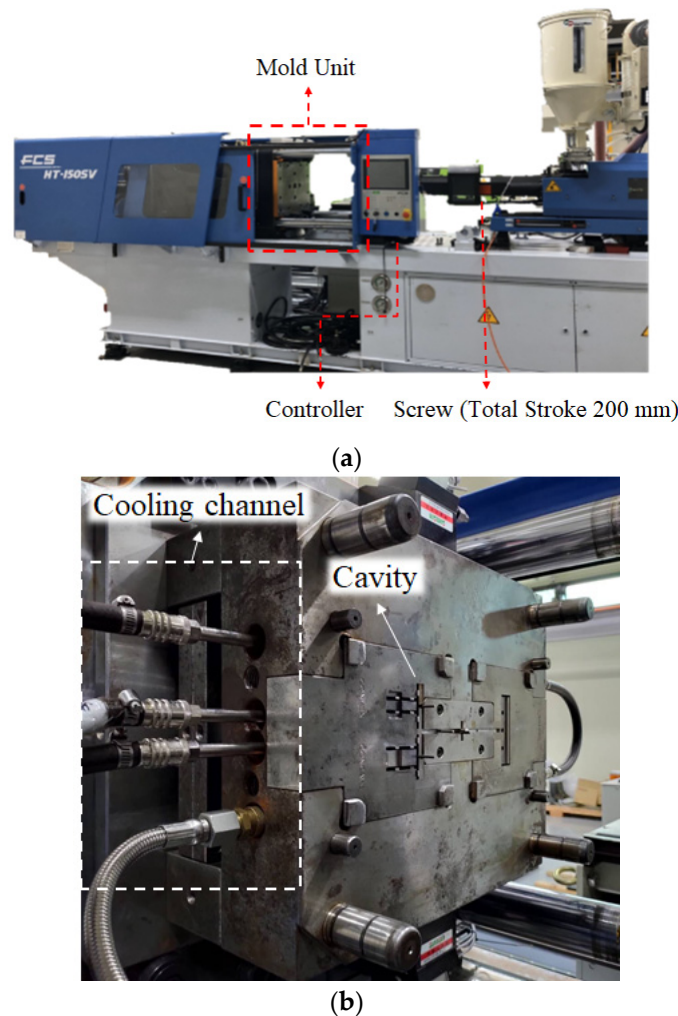 Mold Unit
FCS
HT-150SV
Controller
Screw (Total Stroke 200 mm)
(a)
Cooling channel
Cavity
(b)